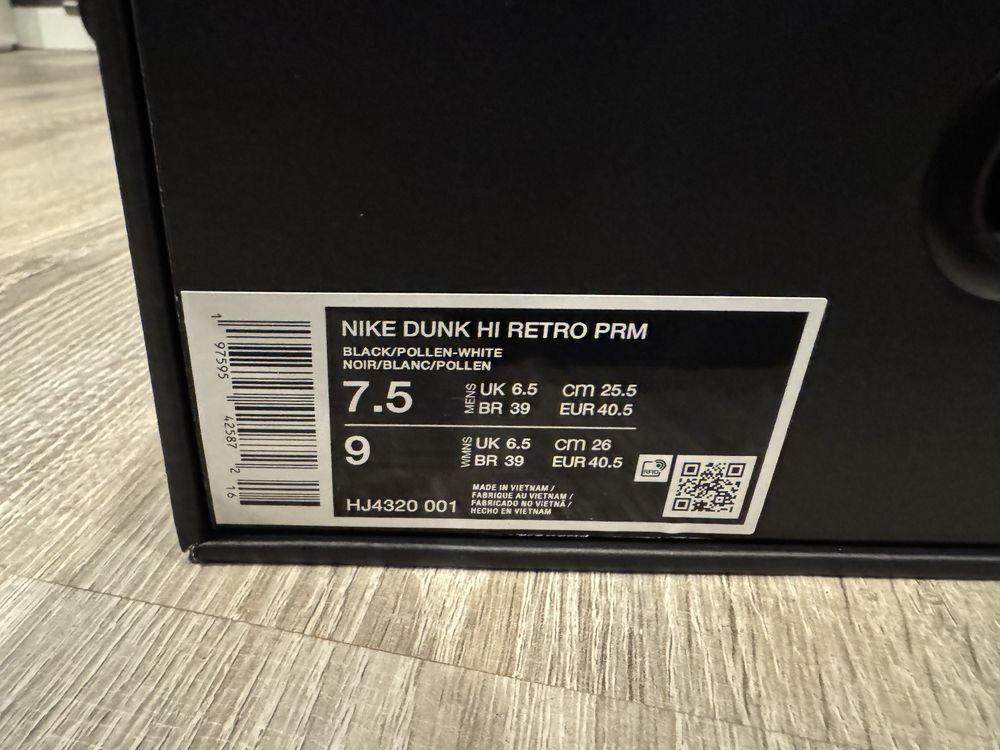 NIKE DUNK HI RETRO PRM
BLACK/POLLEN-WHITE
NOIR/BLANC/POLLEN
7.5 MENS UK 6.5 CM 25.5
BR 39 EUR 40.5
9 WMNS UK 6.5 CM 26
BR 39 EUR 40.5
RFID
HJ4320 001
MADE IN VIETNAM /
FABRIQUE AU VIETNAM /
FABRICADO NO VIETNÃ /
HECHO EN VIETNAM
1 97595 42587 2 16